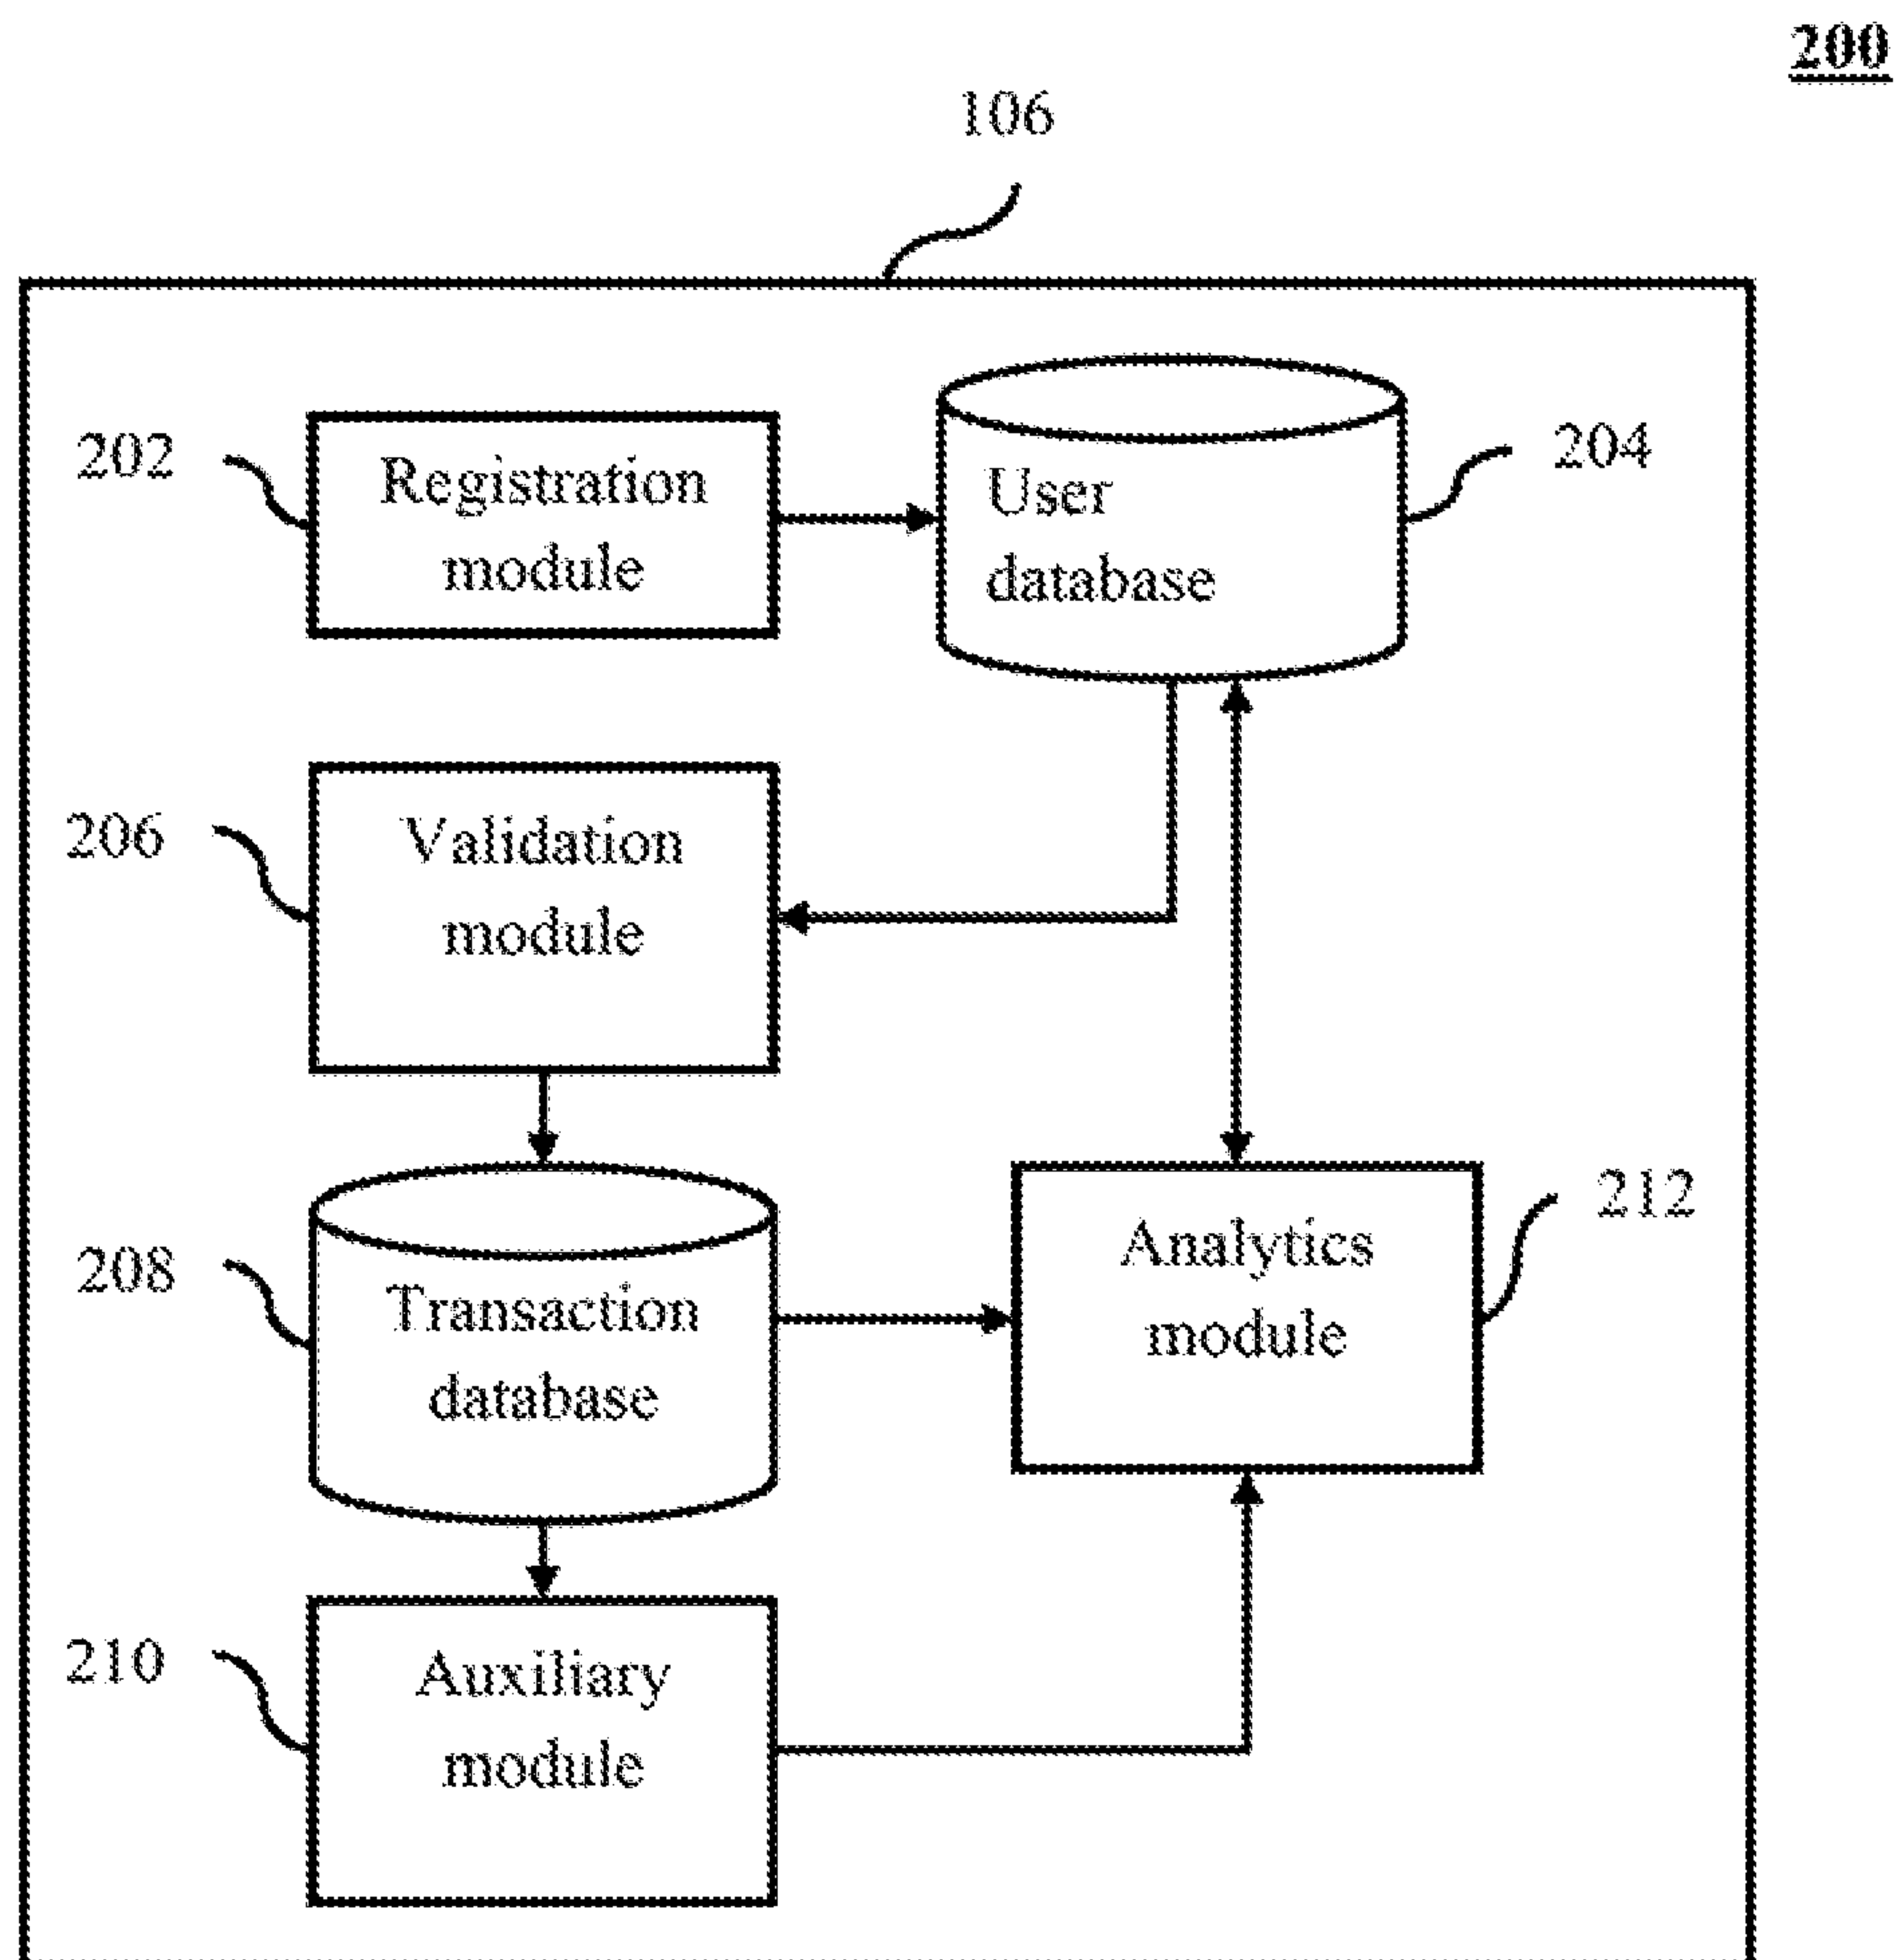 200
106
202
Registration
module
User
database
204
206
Validation
module
208
Transaction
database
Analytics
module
212
210
Auxiliary
module